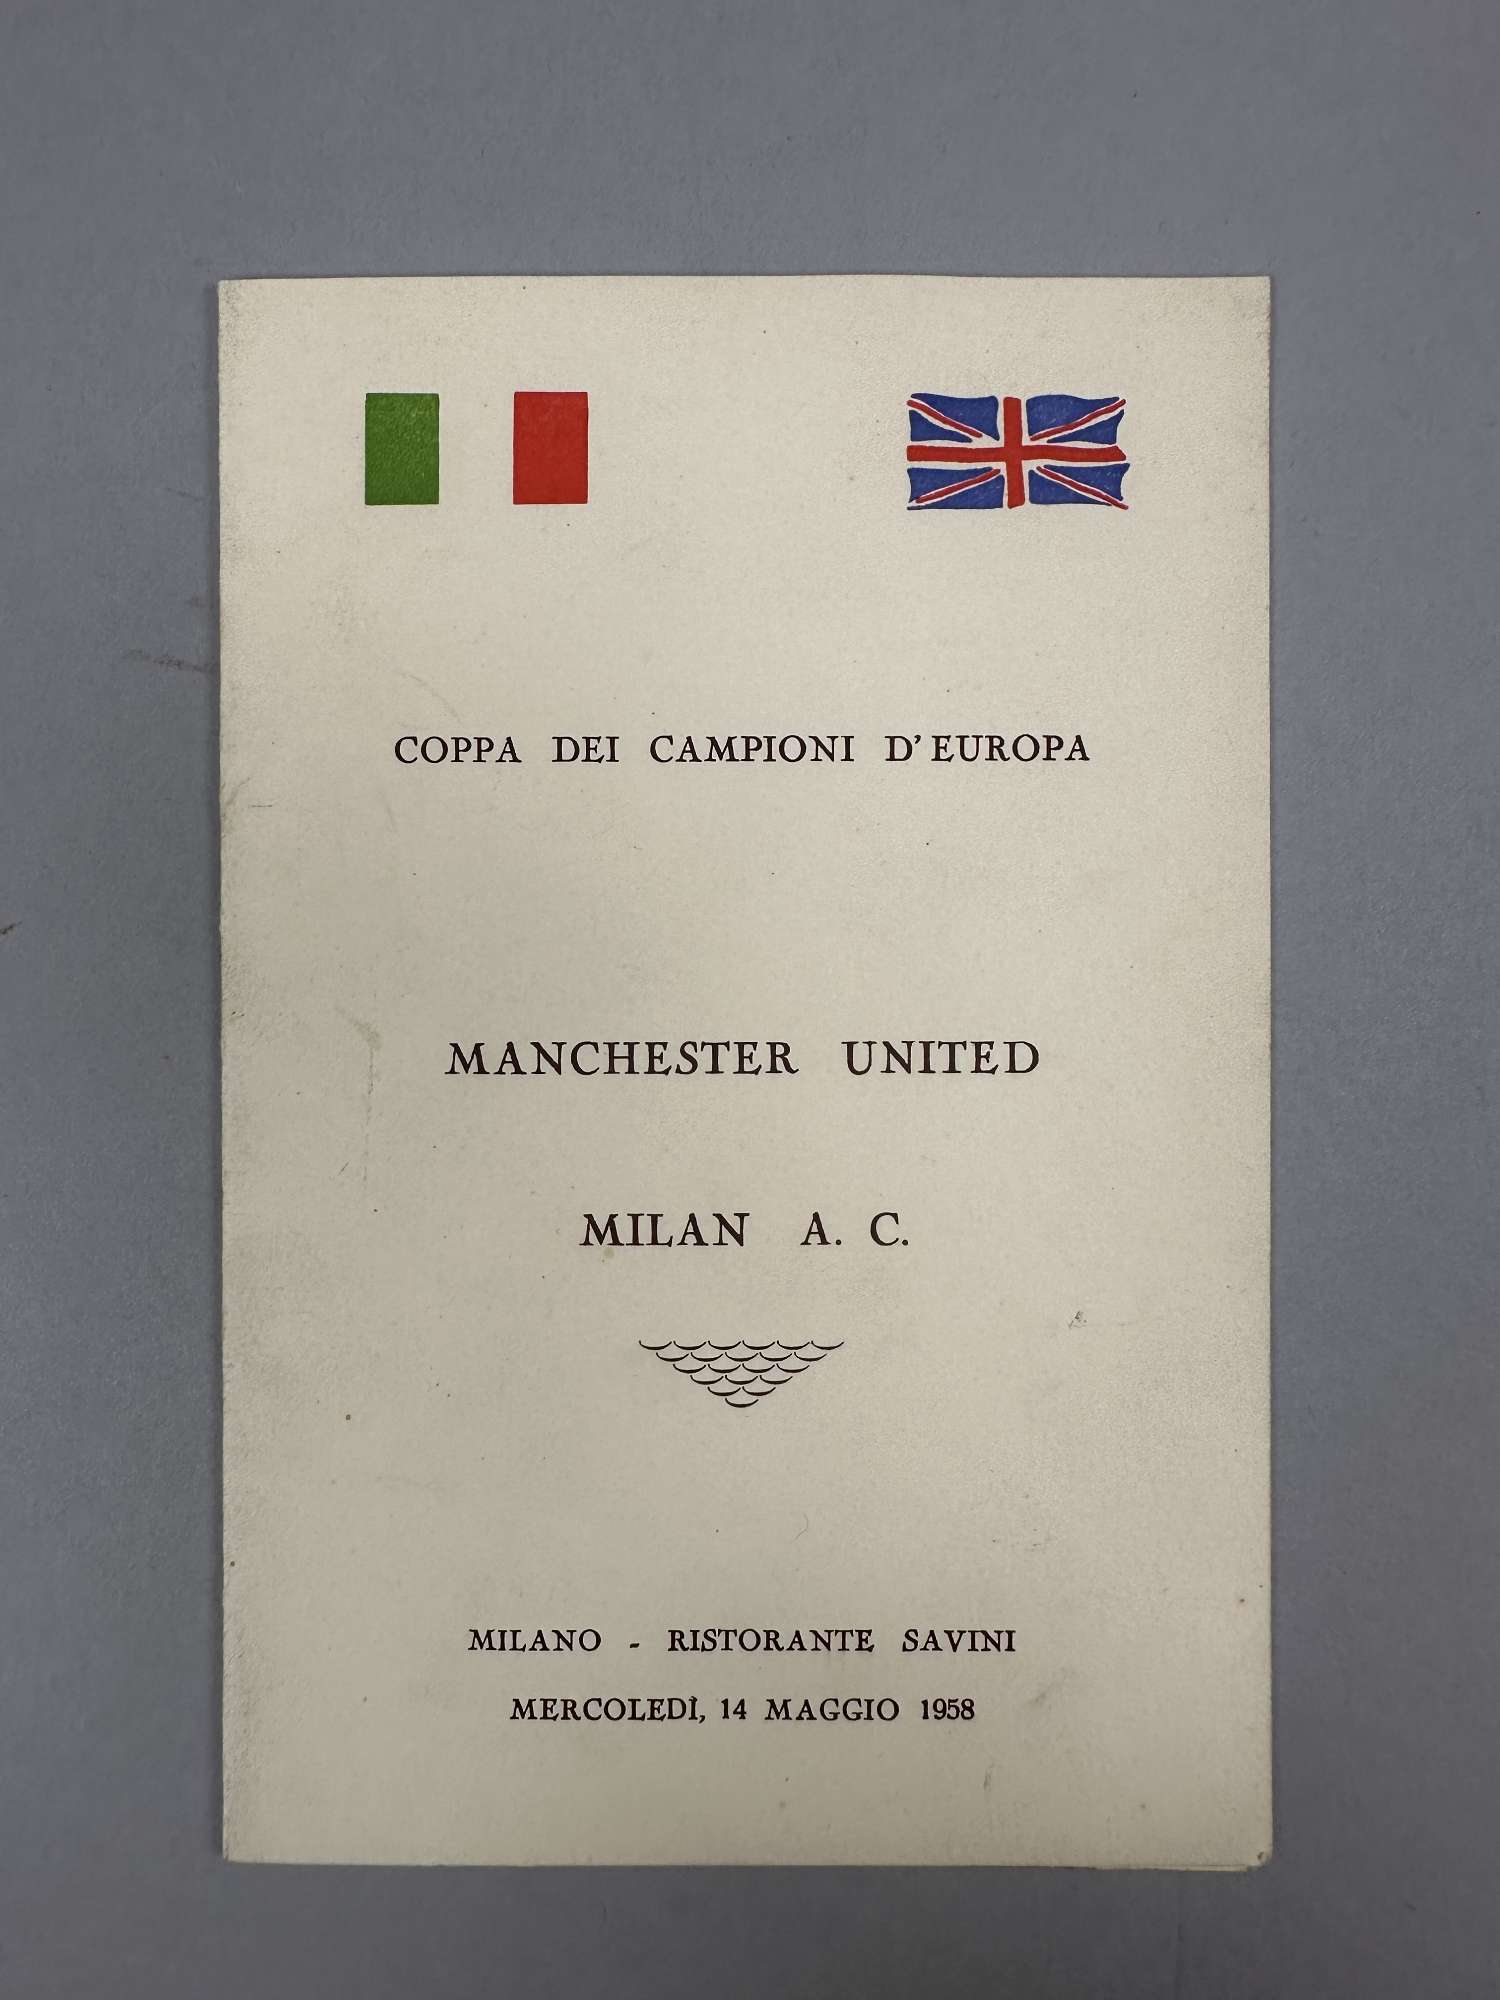 COPPA DEI CAMPIONI D'EUROPA
MANCHESTER UNITED
MILAN A. C.
MILANO - RISTORANTE SAVINI
MERCOLEDÌ, 14 MAGGIO 1958